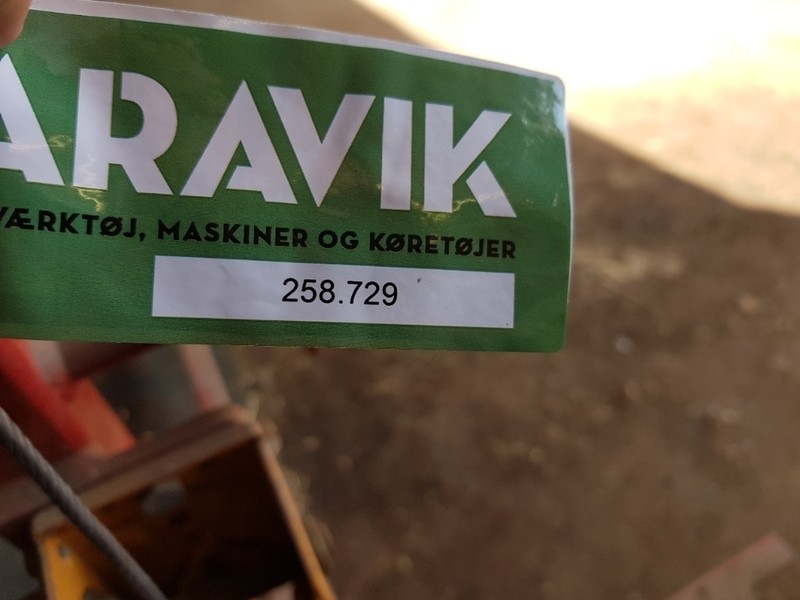 ARAVIK
VÆRKTØJ, MASKINER OG KØRETØJER
258.729